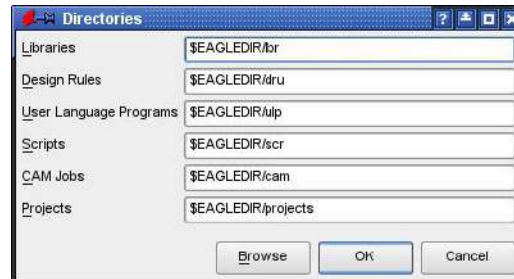 Directories
Libraries $EAGLEDIR/lbr
Design Rules $EAGLEDIR/dru
User Language Programs $EAGLEDIR/ulp
Scripts $EAGLEDIR/scr
CAM Jobs $EAGLEDIR/cam
Projects $EAGLEDIR/projects
Browse OK Cancel